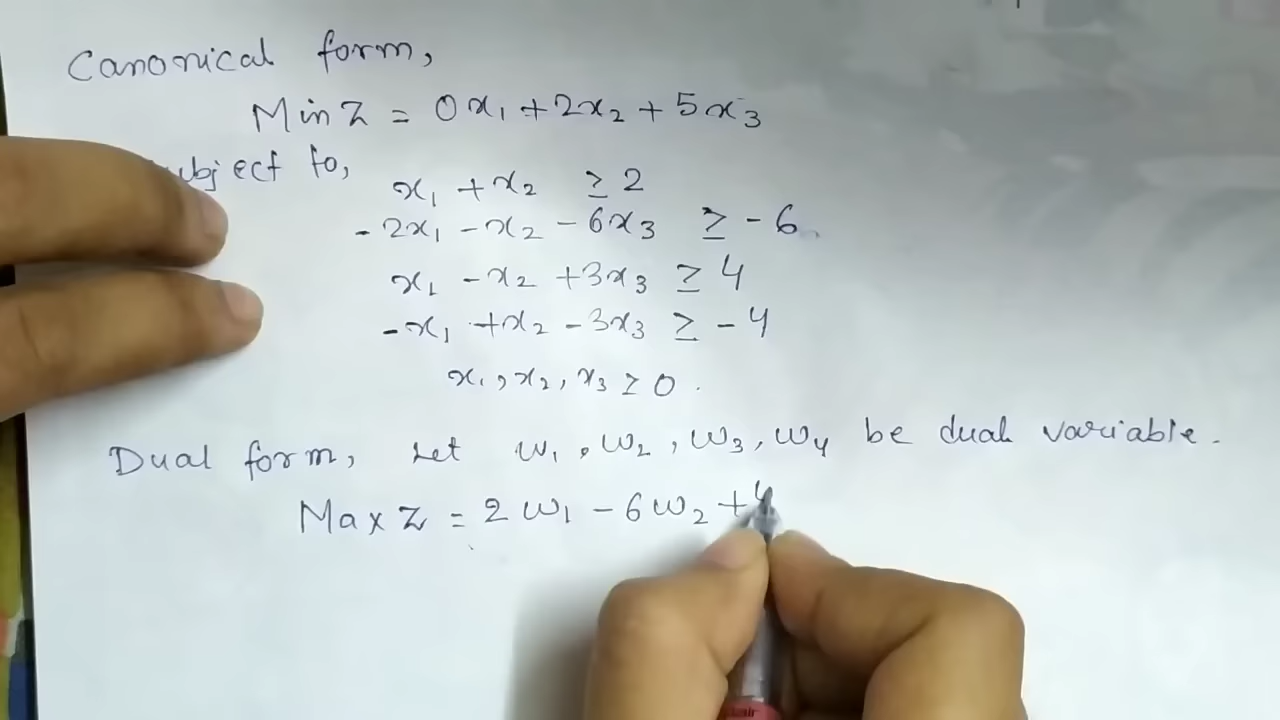 Canonical form,
Min Z = 0x₁ + 2x₂ + 5x₃
ubject to,
x₁ + x₂ ≥ 2
- 2x₁ - x₂ - 6x₃ ≥ - 6
x₁ - x₂ + 3x₃ ≥ 4
- x₁ + x₂ - 3x₃ ≥ - 4
x₁, x₂, x₃ ≥ 0 .
Dual form, Let w₁, w₂, w₃, w₄ be dual variable.
Max Z = 2w₁ - 6w₂ + 4